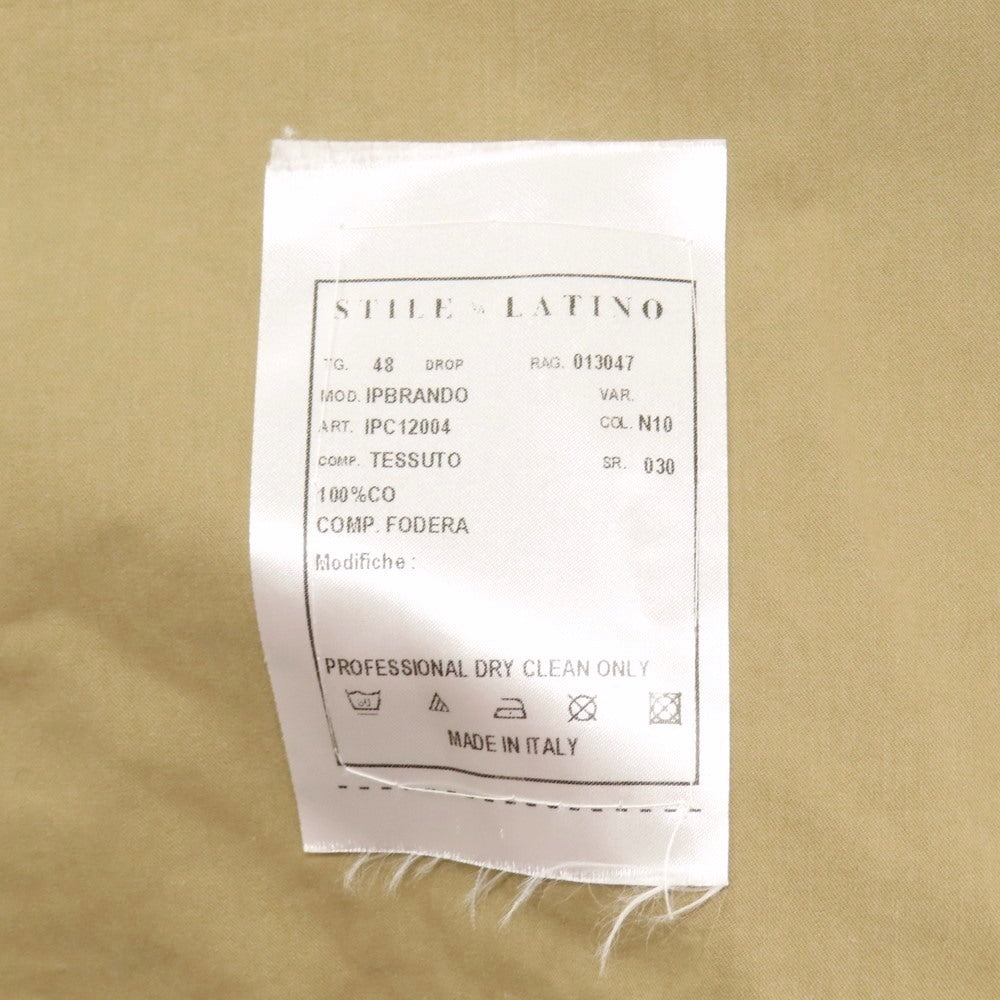 STILE LATINO
TG. 48 DROP RAG. 013047
MOD. IPBRANDO VAR.
ART. IPC12004 COL. N10
COMP. TESSUTO SR. 030
100%CO
COMP. FODERA
Modifiche :
PROFESSIONAL DRY CLEAN ONLY
MADE IN ITALY